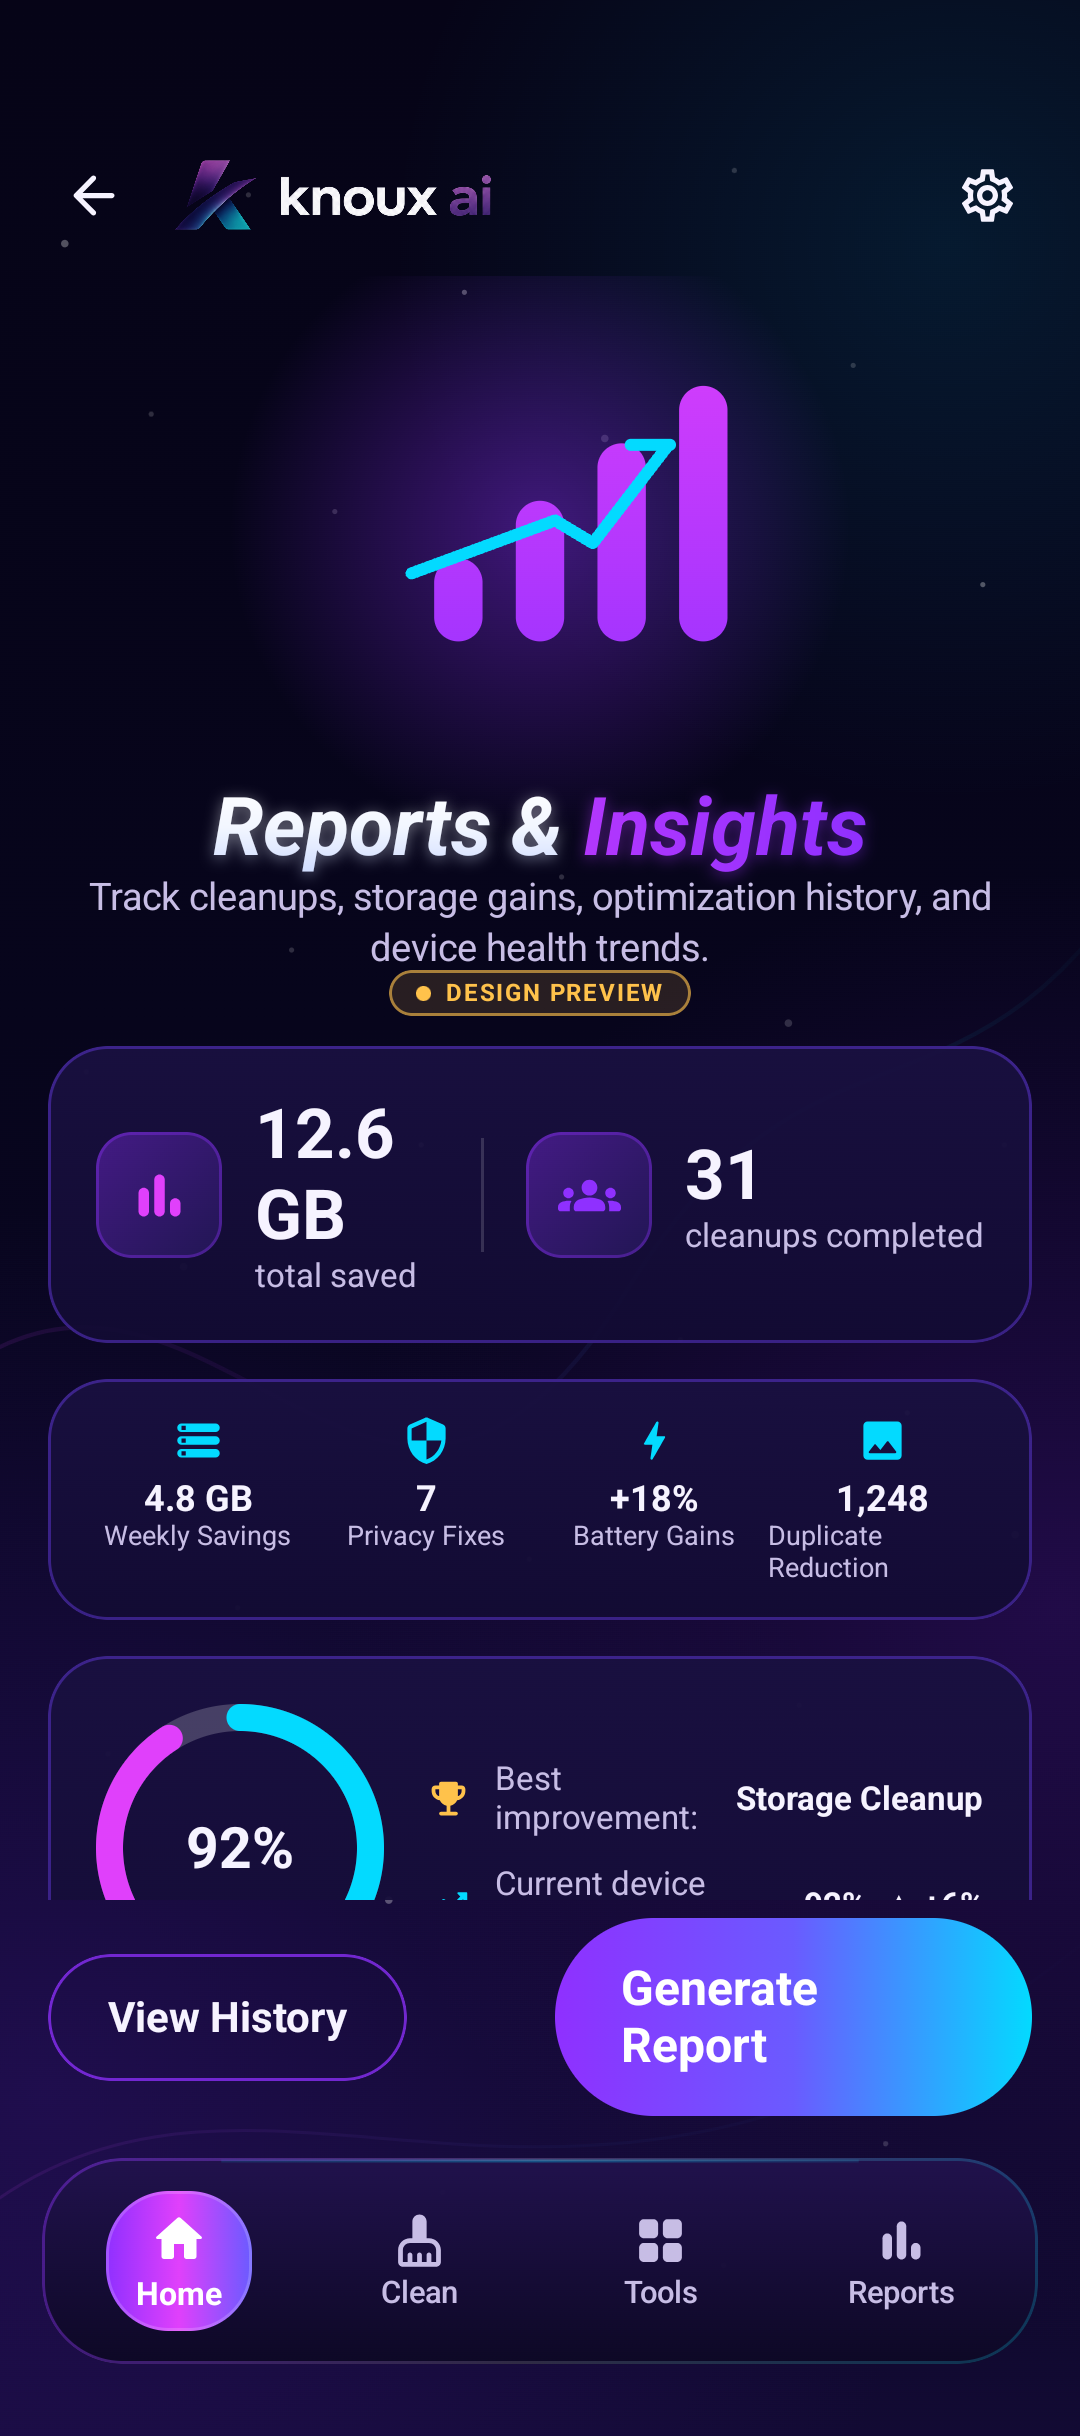 knoux ai
Reports & Insights
Track cleanups, storage gains, optimization history, and
device health trends.
DESIGN PREVIEW
12.6
GB
total saved
31
cleanups completed
4.8 GB
Weekly Savings
7
Privacy Fixes
+18%
Battery Gains
1,248
Duplicate
Reduction
92%
Best
improvement:
Storage Cleanup
Current device
View History
Generate
Report
Home
Clean
Tools
Reports